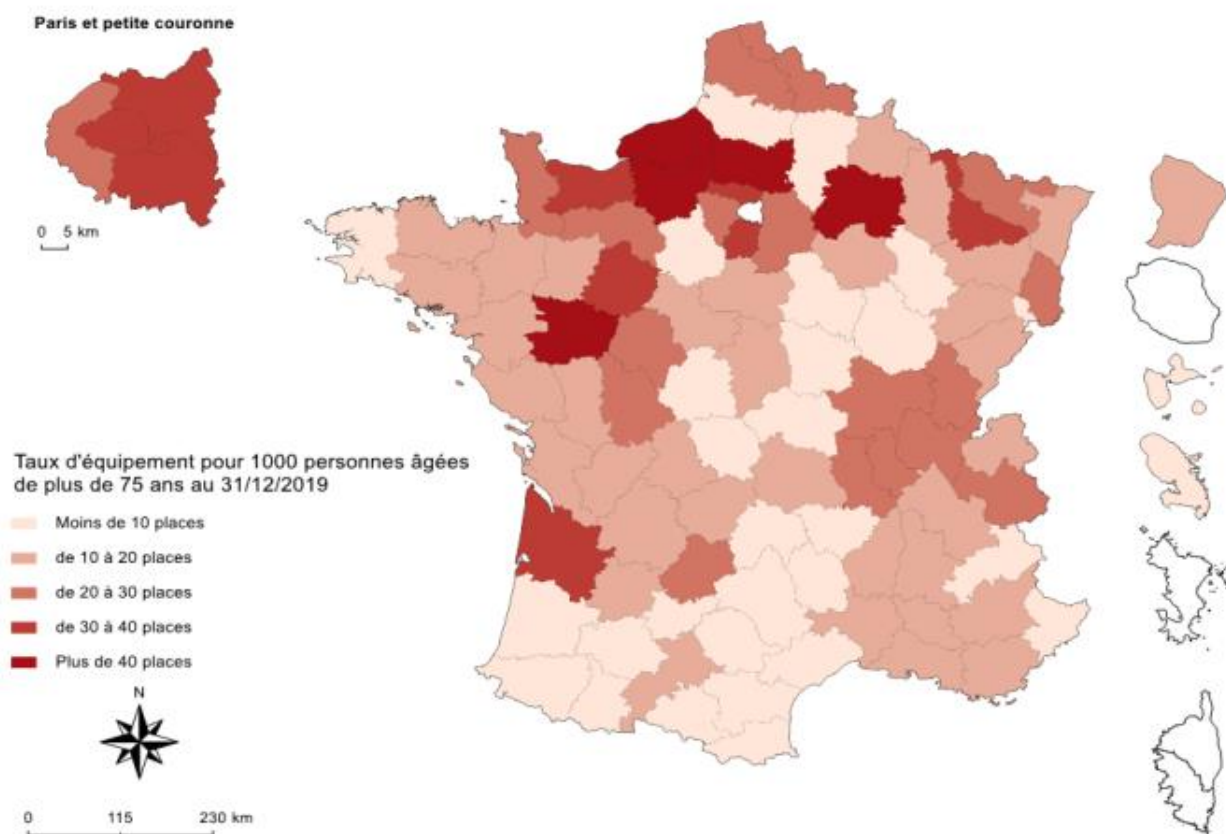 Paris et petite couronne
0 5 km
Taux d'équipement pour 1000 personnes âgées
de plus de 75 ans au 31/12/2019
Moins de 10 places
de 10 à 20 places
de 20 à 30 places
de 30 à 40 places
Plus de 40 places
N
0 115 230 km